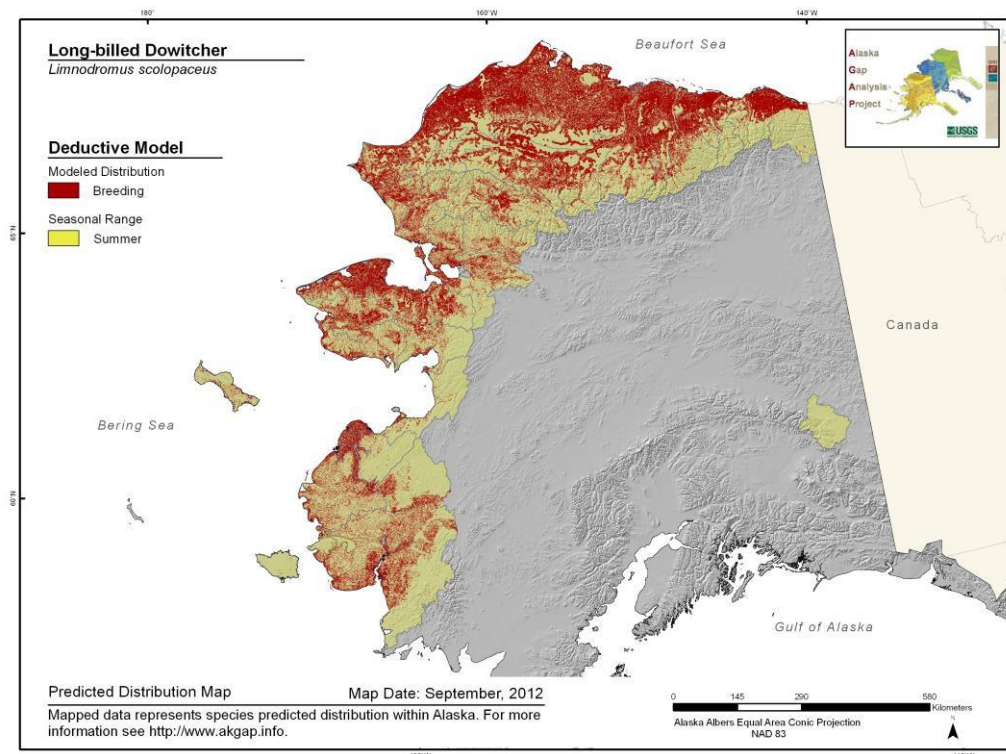 180°
160°W
140°W
Long-billed Dowitcher
Limnodromus scolopaceus
Beaufort Sea
Alaska
Gap
Analysis
Project
USGS
Deductive Model
Modeled Distribution
Breeding
Seasonal Range
Summer
65°N
Canada
Bering Sea
60°N
Gulf of Alaska
Predicted Distribution Map
Map Date: September, 2012
Mapped data represents species predicted distribution within Alaska. For more
information see http://www.akgap.info.
0 145 290 580
Kilometers
Alaska Albers Equal Area Conic Projection
NAD 83
N